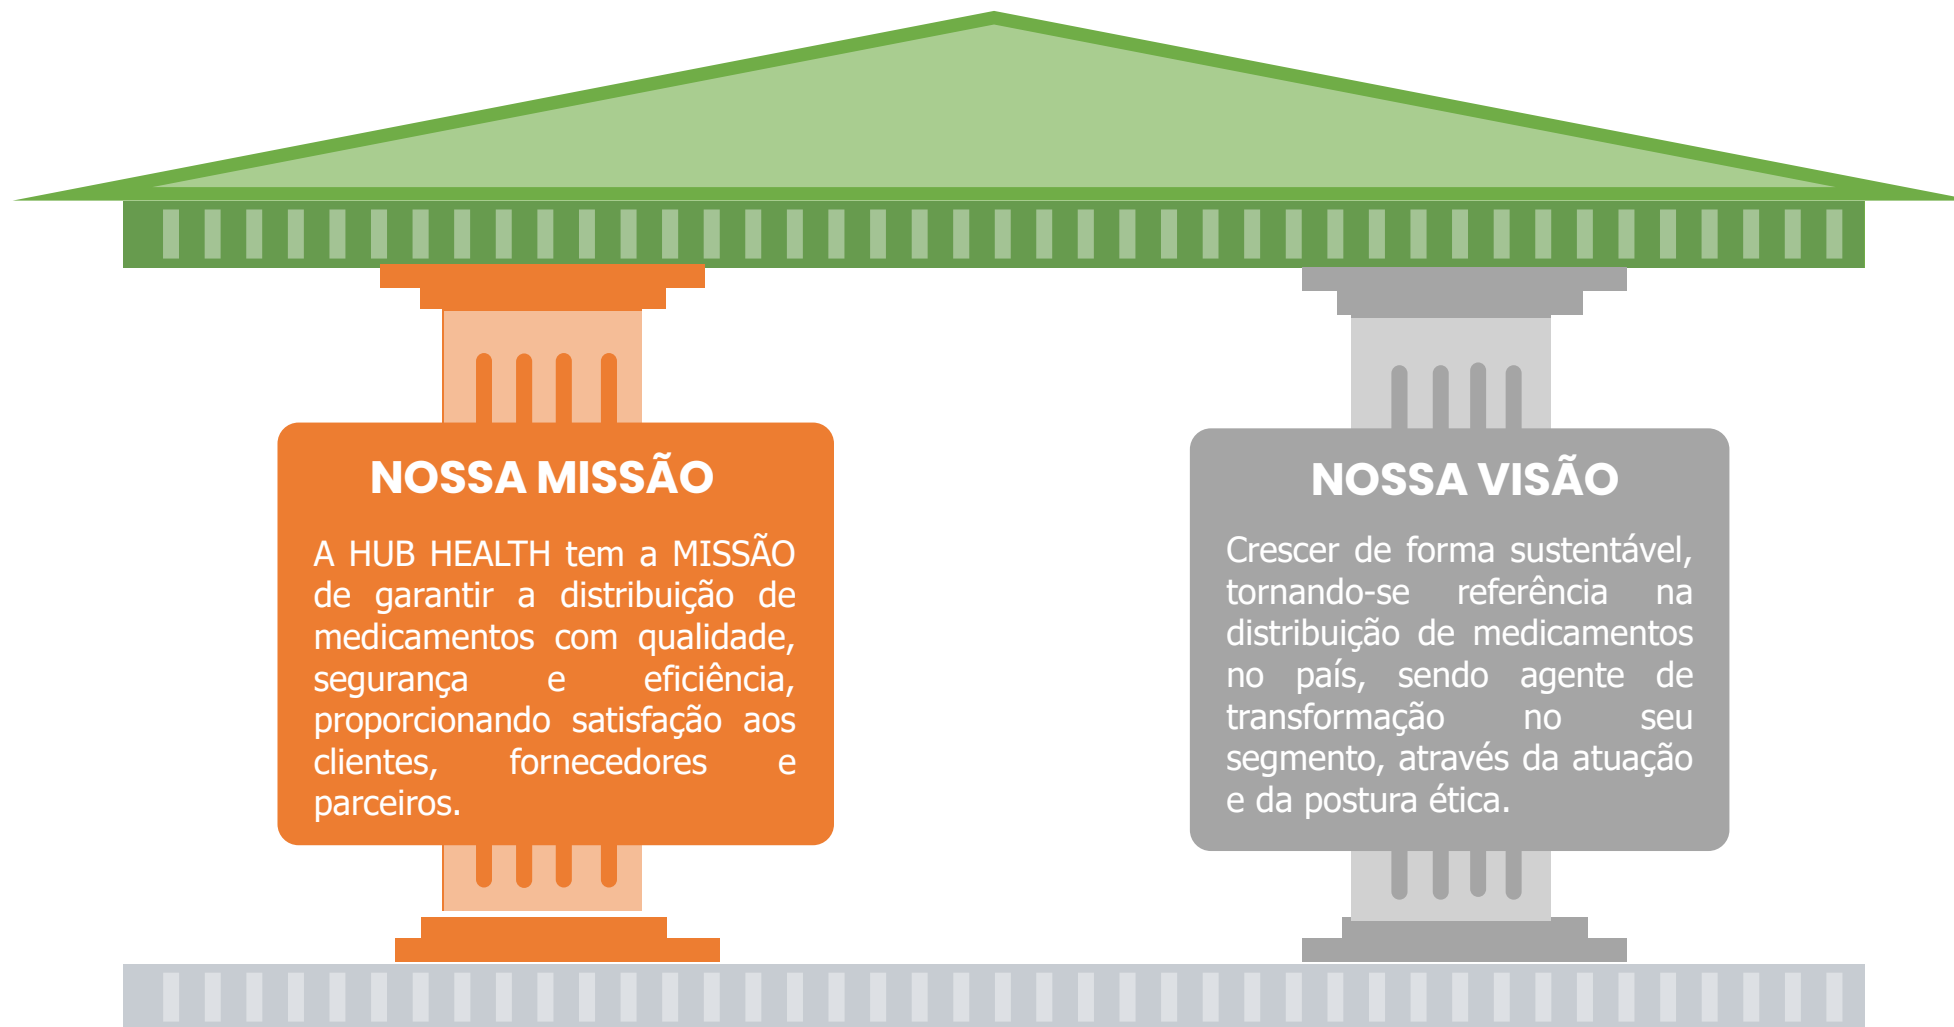 NOSSA MISSÃO
A HUB HEALTH tem a MISSÃO
de garantir a distribuição de
medicamentos com qualidade,
segurança e eficiência,
proporcionando satisfação aos
clientes, fornecedores e
parceiros.
NOSSA VISÃO
Crescer de forma sustentável,
tornando-se referência na
distribuição de medicamentos
no país, sendo agente de
transformação no seu
segmento, através da atuação
e da postura ética.